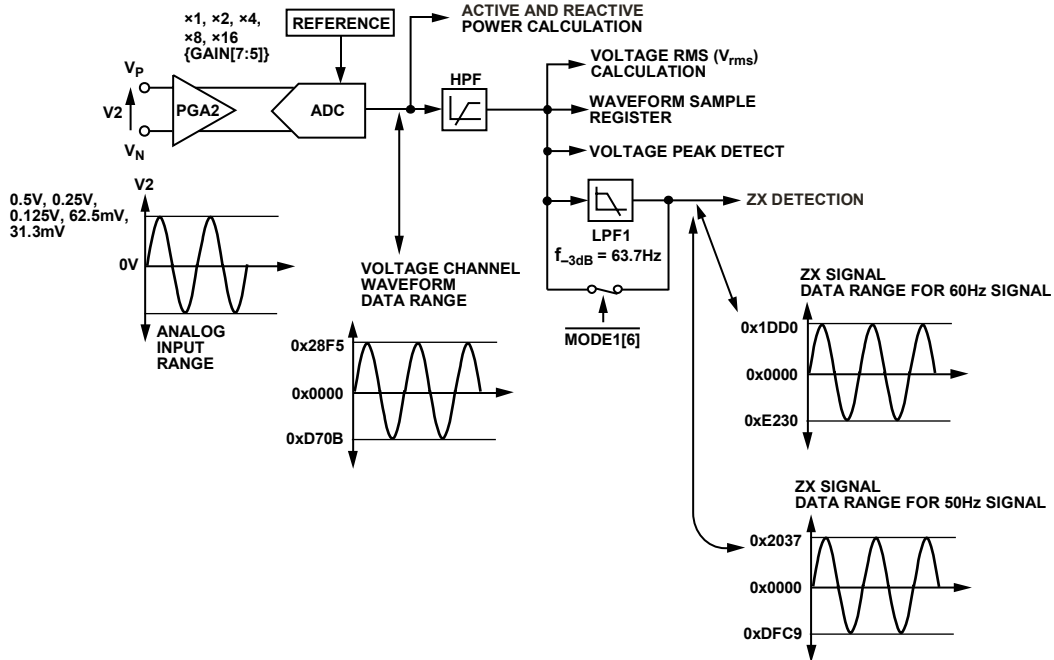 ×1, ×2, ×4,
×8, ×16
{GAIN[7:5]}
REFERENCE
ACTIVE AND REACTIVE
POWER CALCULATION
VOLTAGE RMS (Vrms)
CALCULATION
HPF
WAVEFORM SAMPLE
REGISTER
VP
V2
VN
PGA2
ADC
VOLTAGE PEAK DETECT
V2
0.5V, 0.25V,
0.125V, 62.5mV,
31.3mV
0V
ANALOG
INPUT
RANGE
LPF1
f–3dB = 63.7Hz
ZX DETECTION
VOLTAGE CHANNEL
WAVEFORM
DATA RANGE
0x28F5
0x0000
0xD70B
MODE1[6]
ZX SIGNAL
DATA RANGE FOR 60Hz SIGNAL
0x1DD0
0x0000
0xE230
ZX SIGNAL
DATA RANGE FOR 50Hz SIGNAL
0x2037
0x0000
0xDFC9